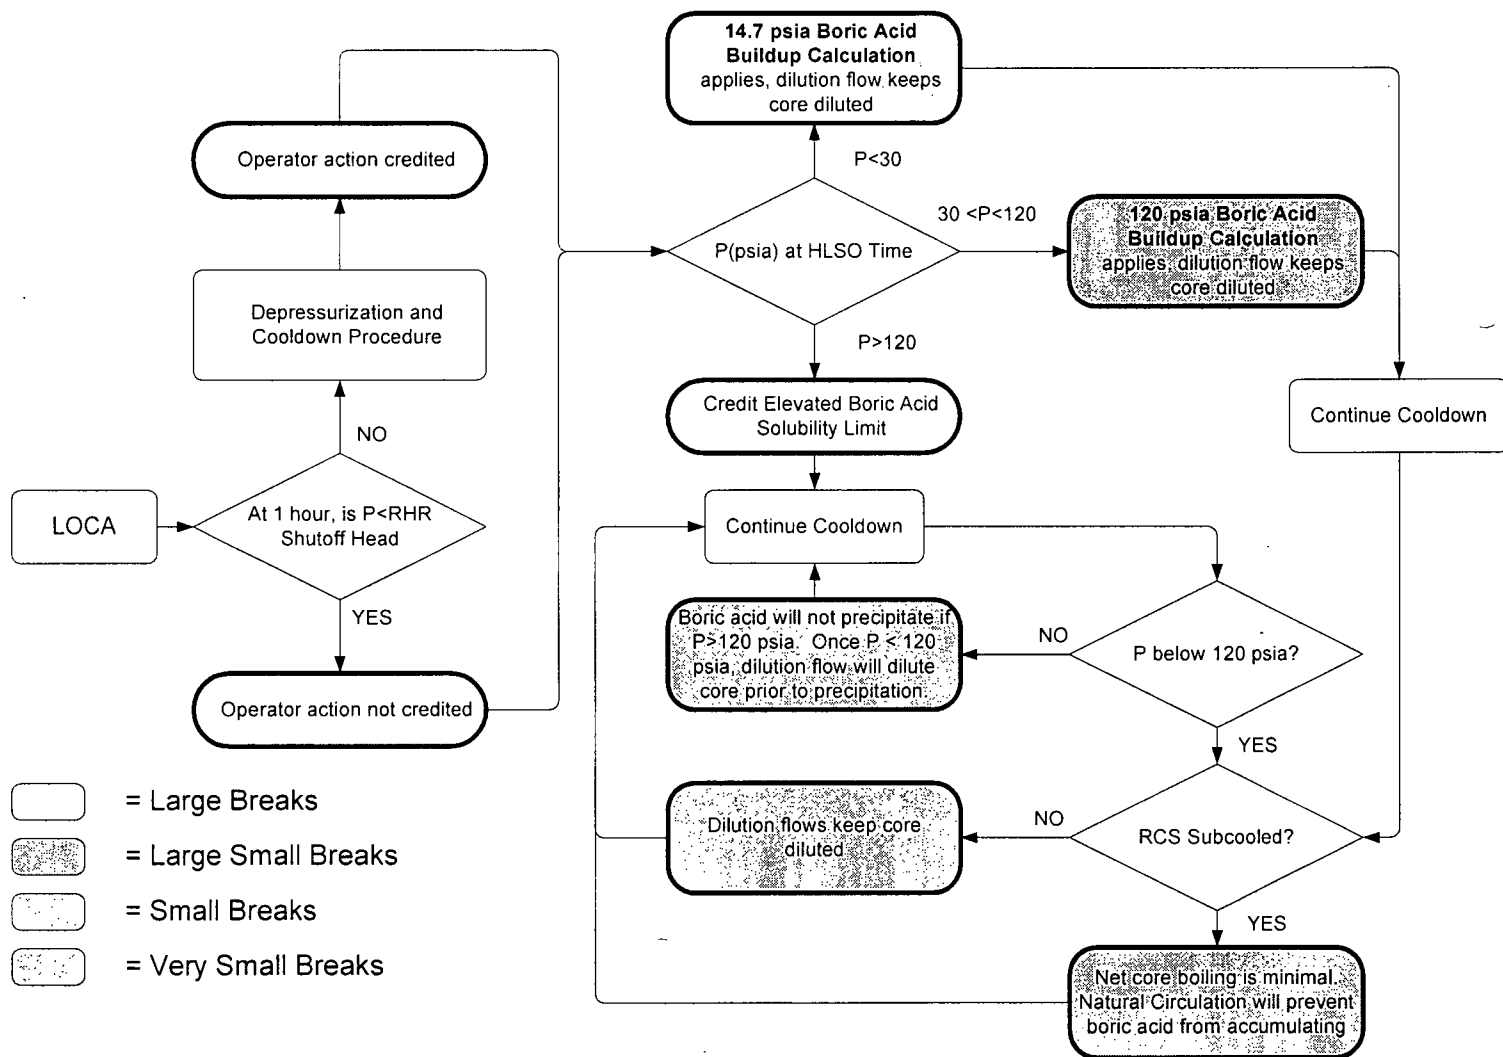 14.7 psia Boric Acid
Buildup Calculation
applies, dilution flow keeps
core diluted
Operator action credited
P<30
30 <P<120
120 psia Boric Acid
Buildup Calculation
applies, dilution flow keeps
core diluted
P(psia) at HLSO Time
Depressurization and
Cooldown Procedure
P>120
Credit Elevated Boric Acid
Solubility Limit
Continue Cooldown
NO
LOCA
At 1 hour, is P<RHR
Shutoff Head
Continue Cooldown
YES
Boric acid will not precipitate if
P>120 psia. Once P < 120
psia, dilution flow will dilute
core prior to precipitation.
NO
P below 120 psia?
Operator action not credited
YES
= Large Breaks
Dilution flows keep core
diluted
NO
RCS Subcooled?
= Large Small Breaks
= Small Breaks
YES
= Very Small Breaks
Net core boiling is minimal.
Natural Circulation will prevent
boric acid from accumulating